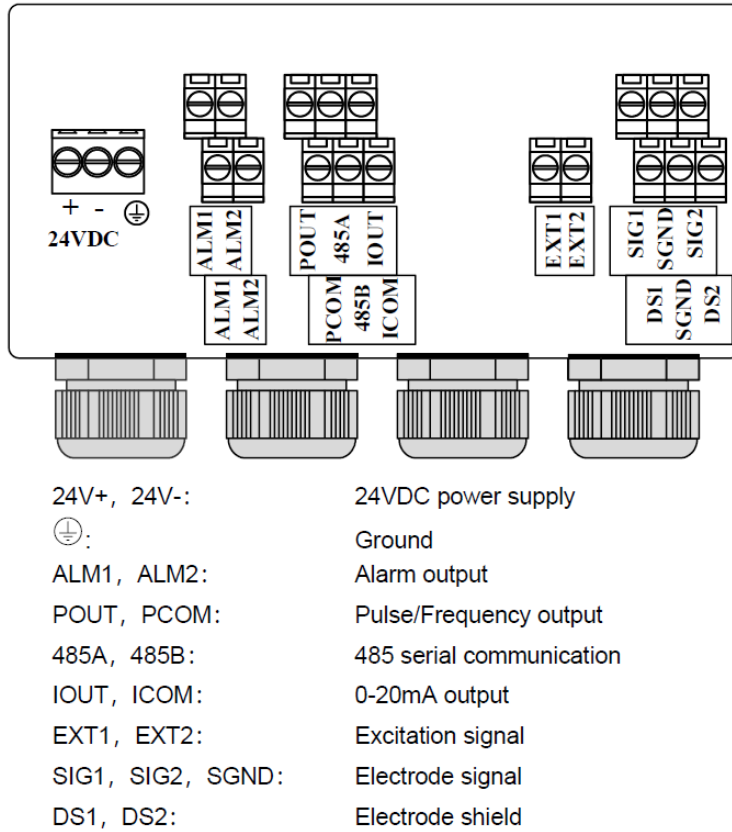 + -
24VDC
ALM1 ALM2
POUT 485A IOUT
EXT1 EXT2
SIG1 SGND SIG2
ALM1 ALM2
PCOM 485B ICOM
DS1 SGND DS2
24V+, 24V-: 24VDC power supply
: Ground
ALM1, ALM2: Alarm output
POUT, PCOM: Pulse/Frequency output
485A, 485B: 485 serial communication
IOUT, ICOM: 0-20mA output
EXT1, EXT2: Excitation signal
SIG1, SIG2, SGND: Electrode signal
DS1, DS2: Electrode shield